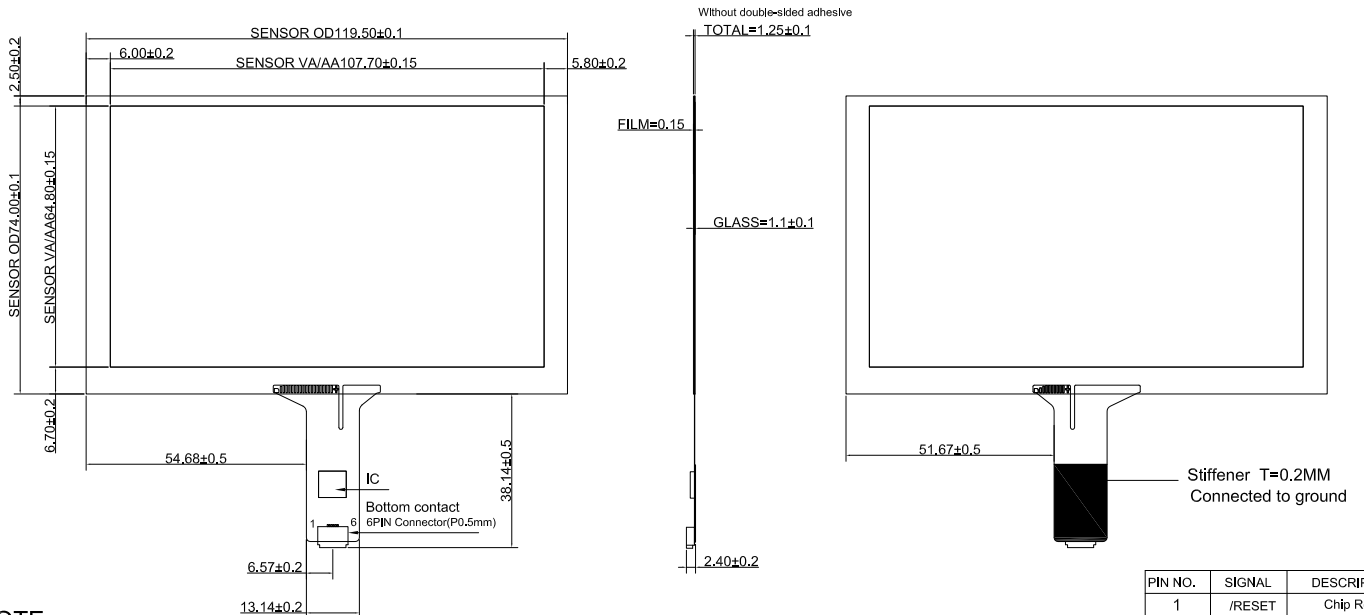 Without double-sided adhesive
SENSOR OD119.50±0.1
TOTAL=1.25±0.1
2.50±0.2
6.00±0.2
SENSOR VA/AA107.70±0.15
5.80±0.2
FILM=0.15
SENSOR OD74.00±0.1
SENSOR VA/AA64.80±0.15
GLASS=1.1±0.1
6.70±0.2
54.68±0.5
38.14±0.5
51.67±0.5
IC
Stiffener T=0.2MM
Connected to ground
Bottom contact
6PIN Connector(P0.5mm)
1 6
6.57±0.2
2.40±0.2
13.14±0.2
PIN NO. SIGNAL
1 /RESET Chip